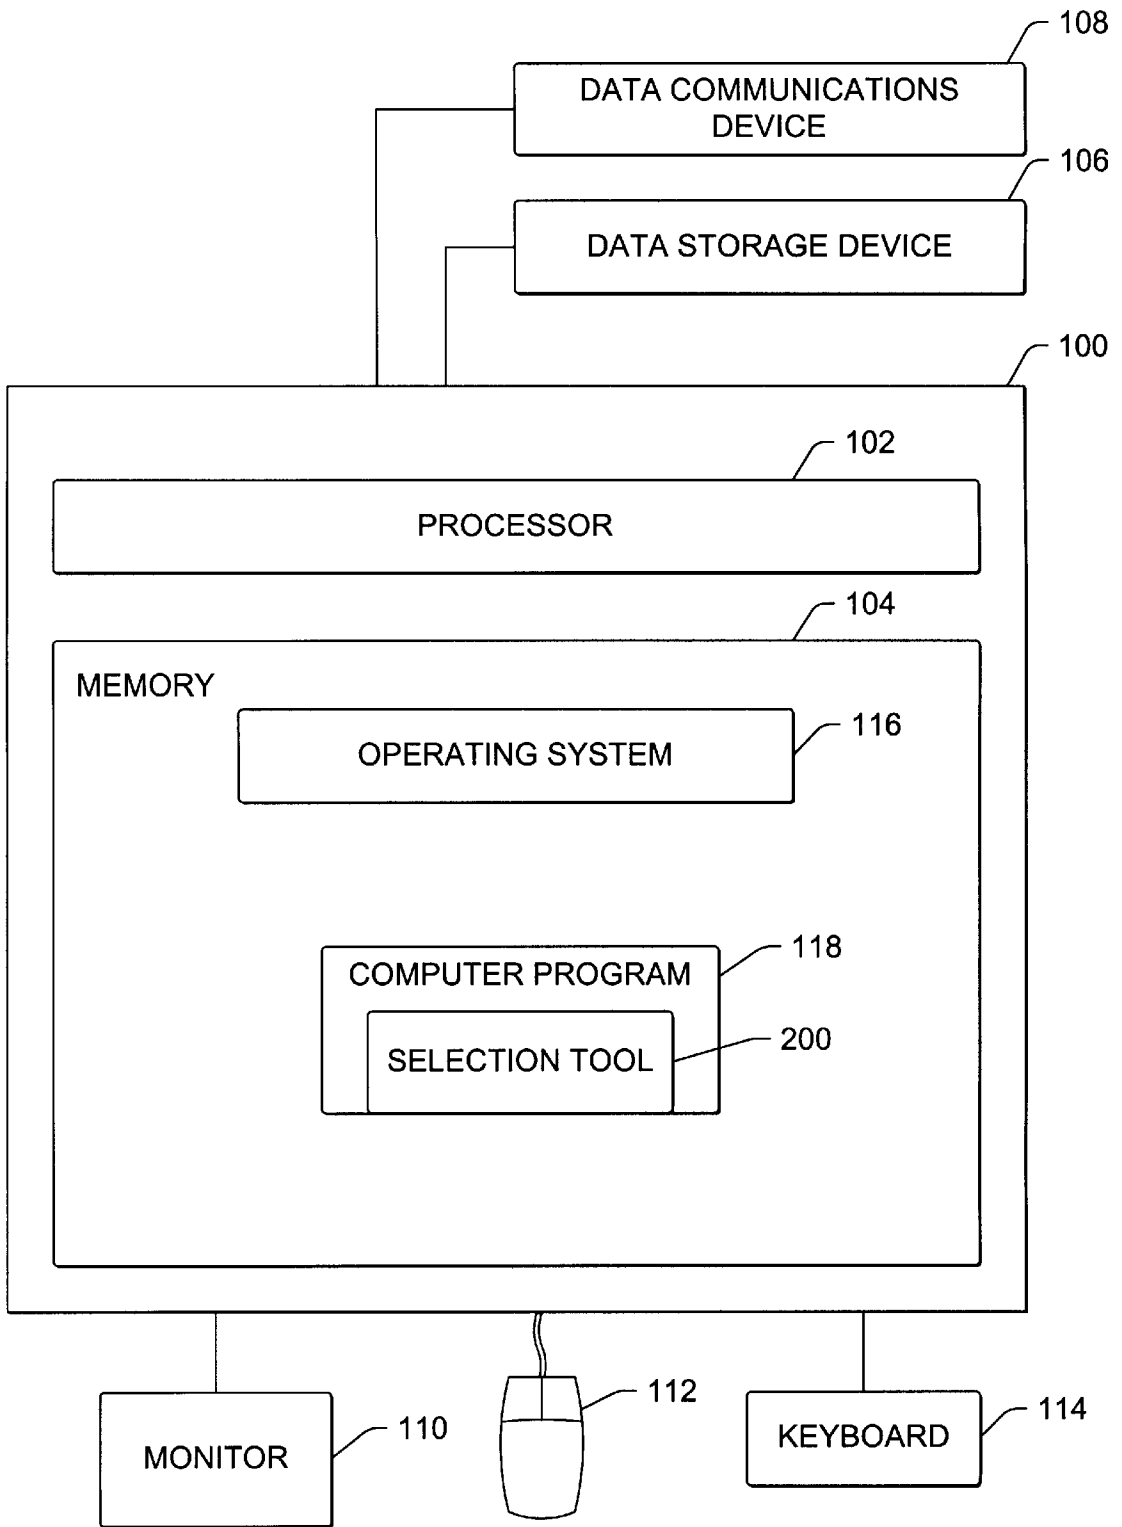 108
DATA COMMUNICATIONS
DEVICE
106
DATA STORAGE DEVICE
100
102
PROCESSOR
104
MEMORY
116
OPERATING SYSTEM
118
COMPUTER PROGRAM
200
SELECTION TOOL
112
110
MONITOR
114
KEYBOARD